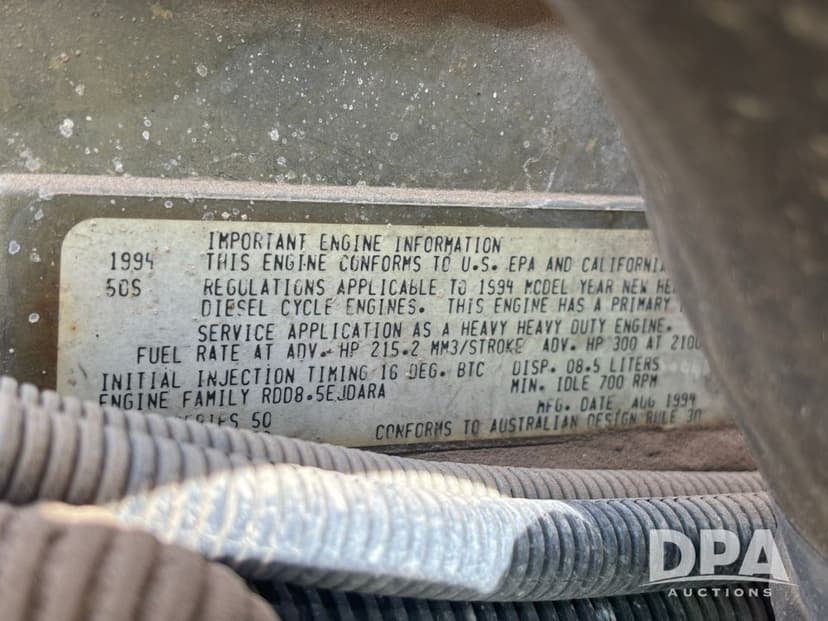 IMPORTANT ENGINE INFORMATION
1994 THIS ENGINE CONFORMS TO U.S. EPA AND CALIFORNIA
50S REGULATIONS APPLICABLE TO 1994 MODEL YEAR NEW
DIESEL CYCLE ENGINES. THIS ENGINE HAS A PRIMARY
SERVICE APPLICATION AS A HEAVY HEAVY DUTY ENGINE.
FUEL RATE AT ADV. HP 215.2 MM3/STROKE ADV. HP 300 AT 2100
INITIAL INJECTION TIMING 16 DEG. BTC DISP. 08.5 LITERS
ENGINE FAMILY RDD8.5EJDARA MIN. IDLE 700 RPM
MFG. DATE AUG 1994
SERIES 50 CONFORMS TO AUSTRALIAN DESIGN RULE 30
DPA
AUCTIONS